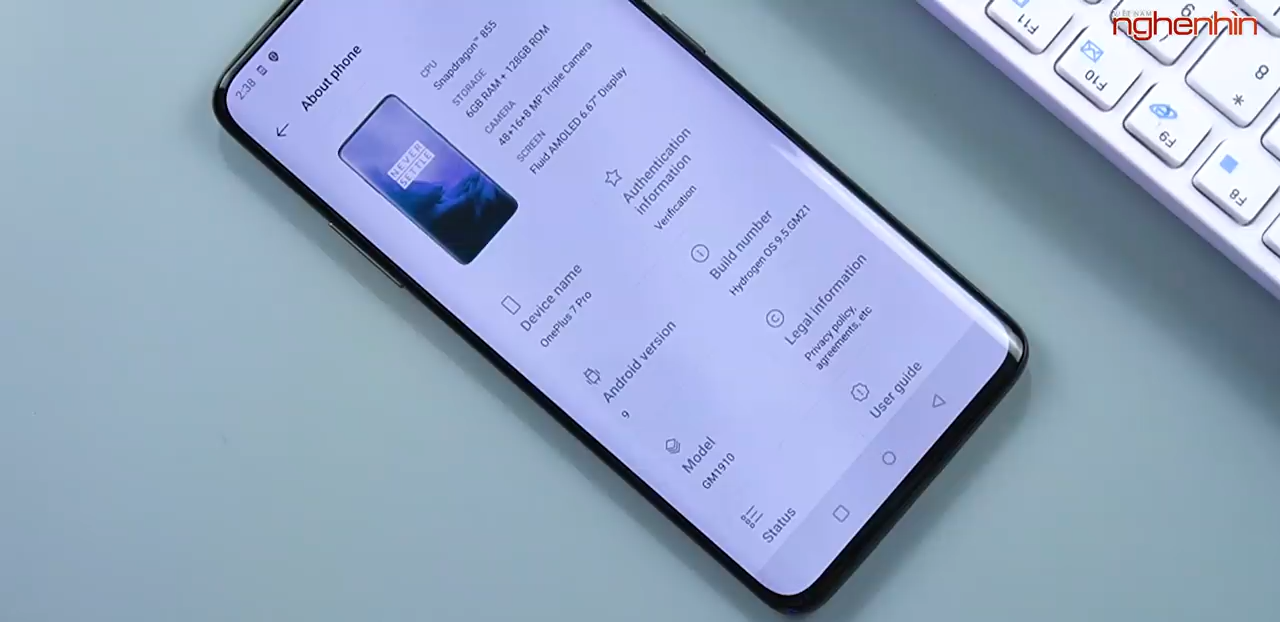 nghenhìn
2:38
About phone
NEVER
SETTLE
CPU
Snapdragon™ 855
STORAGE
6GB RAM + 128GB ROM
CAMERA
48+16+8 MP Triple Camera
SCREEN
Fluid AMOLED 6.67" Display
Device name
OnePlus 7 Pro
Authentication
information
Verification
Android version
9
Build number
Hydrogen OS 9.5.GM21
Model
GM1910
Legal information
Privacy policy,
agreements, etc
Status
User guide
F11
F10
F9
F8
9
8
*